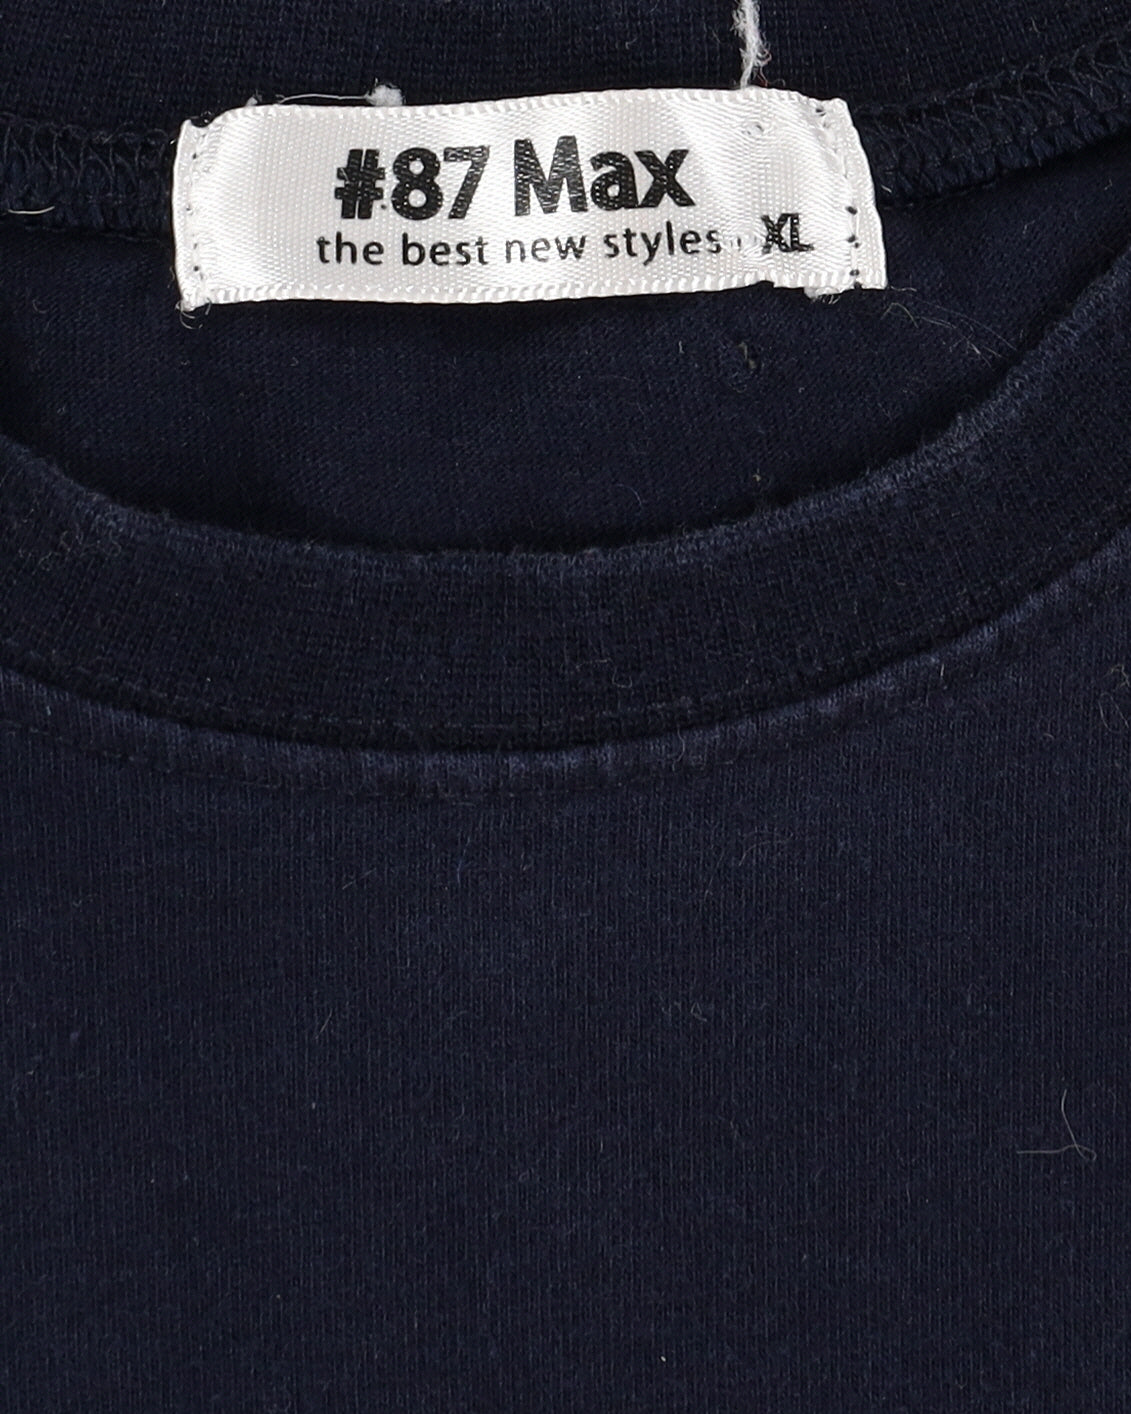 #87 Max
the best new styles XL